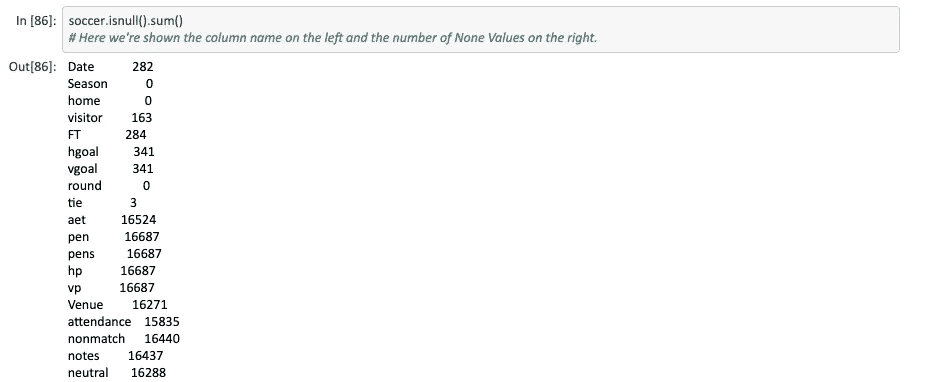 In [86]: soccer.isnull().sum()
# Here we're shown the column name on the left and the number of None Values on the right.
Out[86]: Date 282
Season 0
home 0
visitor 163
FT 284
hgoal 341
vgoal 341
round 0
tie 3
aet 16524
pen 16687
pens 16687
hp 16687
vp 16687
Venue 16271
attendance 15835
nonmatch 16440
notes 16437
neutral 16288